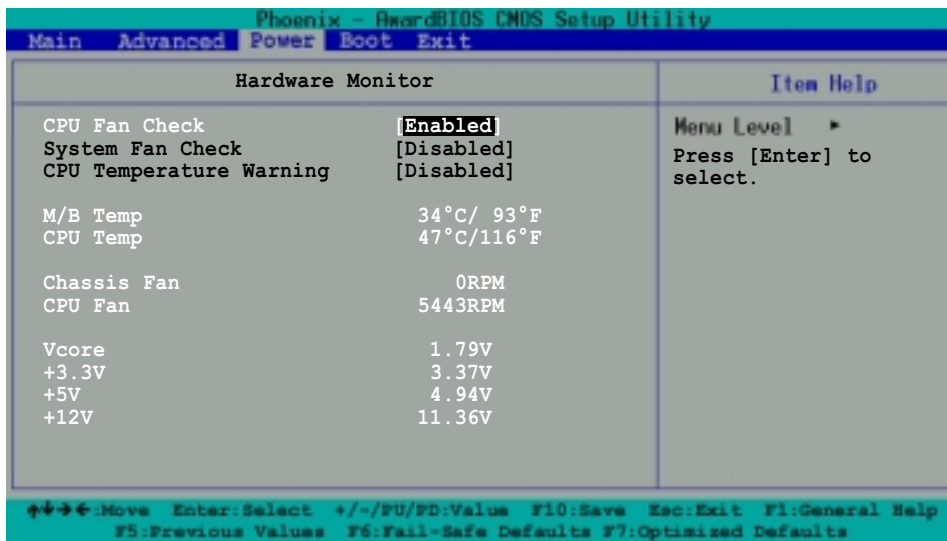 Phoenix - AwardBIOS CMOS Setup Utility
Main Advanced Power Boot Exit
Hardware Monitor
Item Help
CPU Fan Check [Enabled]
System Fan Check [Disabled]
CPU Temperature Warning [Disabled]
Menu Level ▸
Press [Enter] to
select.
M/B Temp 34°C/ 93°F
CPU Temp 47°C/116°F
Chassis Fan 0RPM
CPU Fan 5443RPM
Vcore 1.79V
+3.3V 3.37V
+5V 4.94V
+12V 11.36V
↑↓→←:Move Enter:Select +/-/PU/PD:Value F10:Save Esc:Exit F1:General Help
F5:Previous Values F6:Fail-Safe Defaults F7:Optimized Defaults